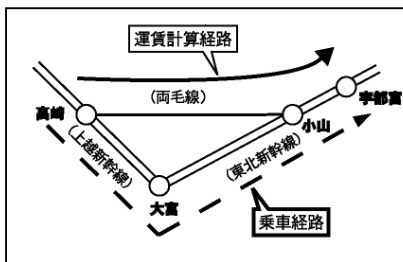 運賃計算経路
(両毛線)
高崎
宇都宮
小山
(上越新幹線)
(東北新幹線)
大宮
乗車経路